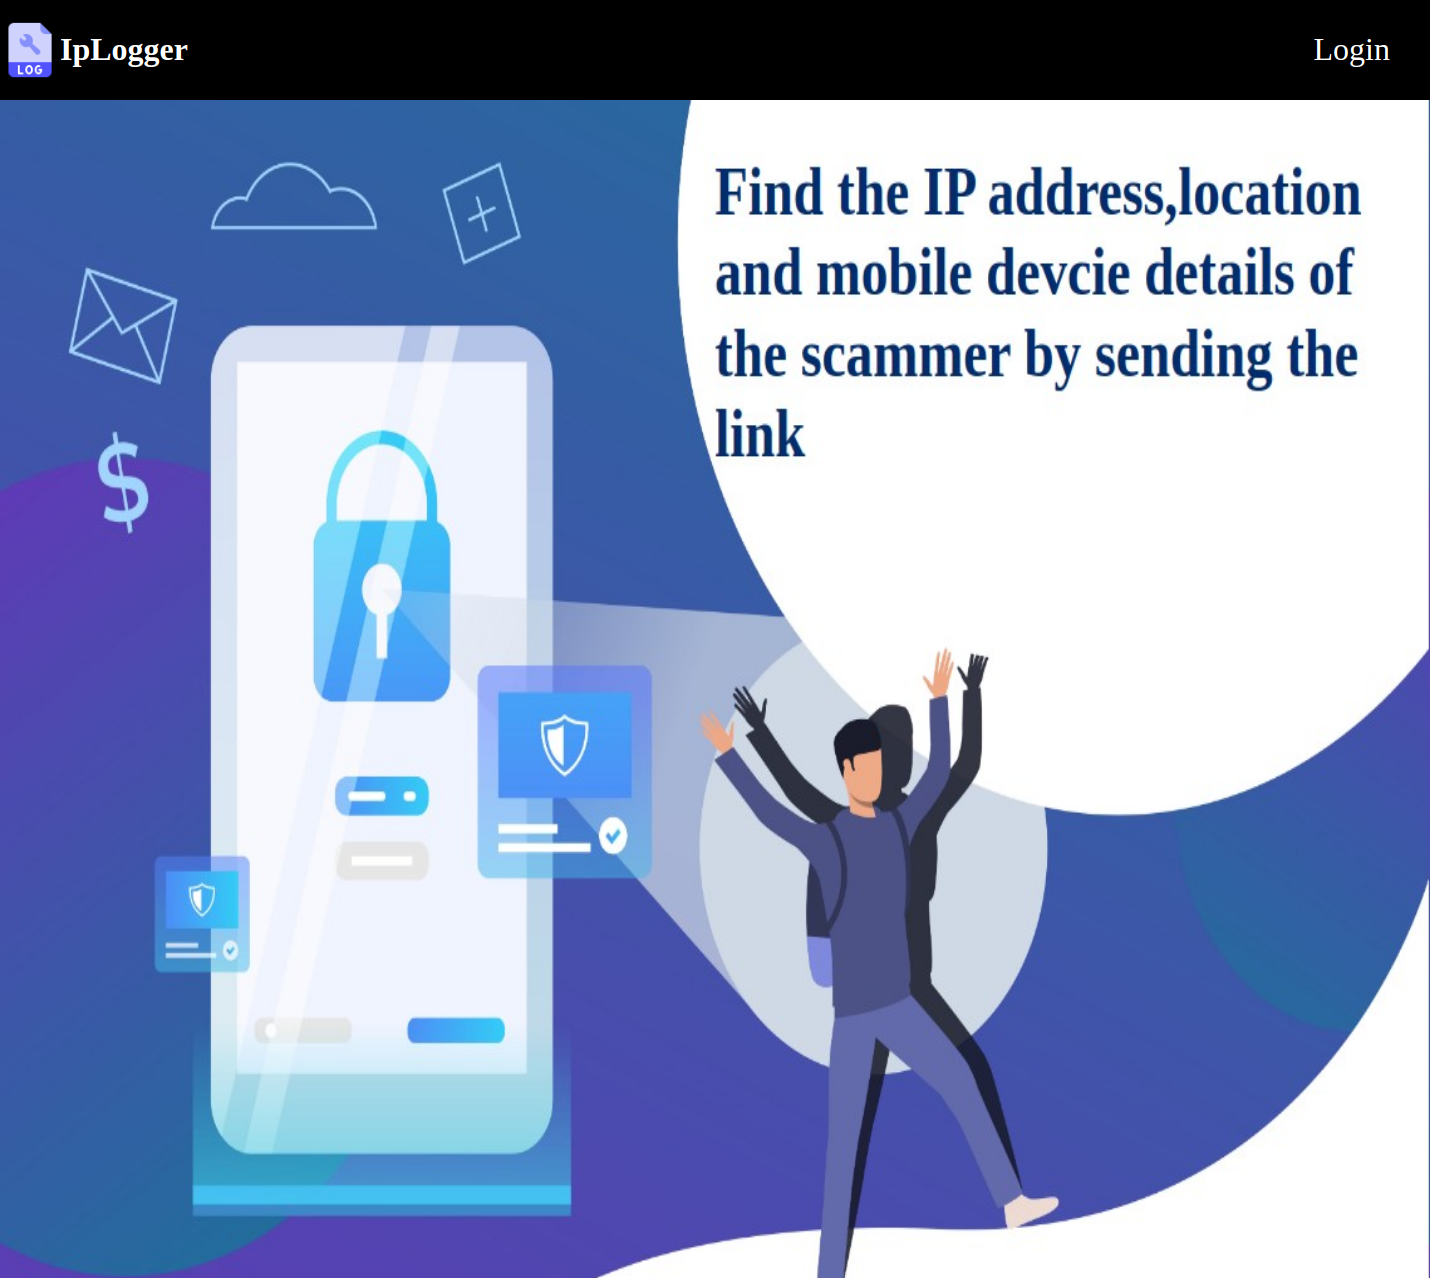 LOG
IpLogger
Login
Find the IP address,location
and mobile devcie details of
the scammer by sending the
link
$